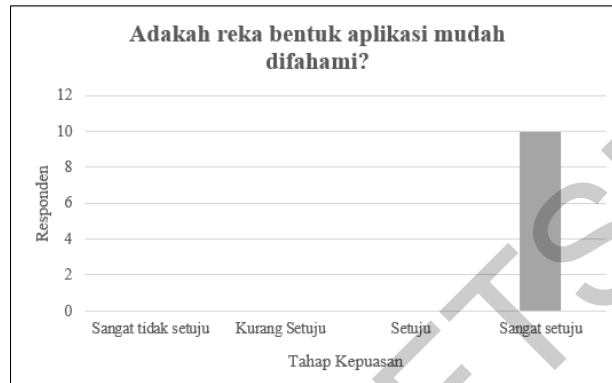 Adakah reka bentuk aplikasi mudah
difahami?
12
10
8
6
4
2
0
Responden
Sangat tidak setuju Kurang Setuju Setuju Sangat setuju
Tahap Kepuasan